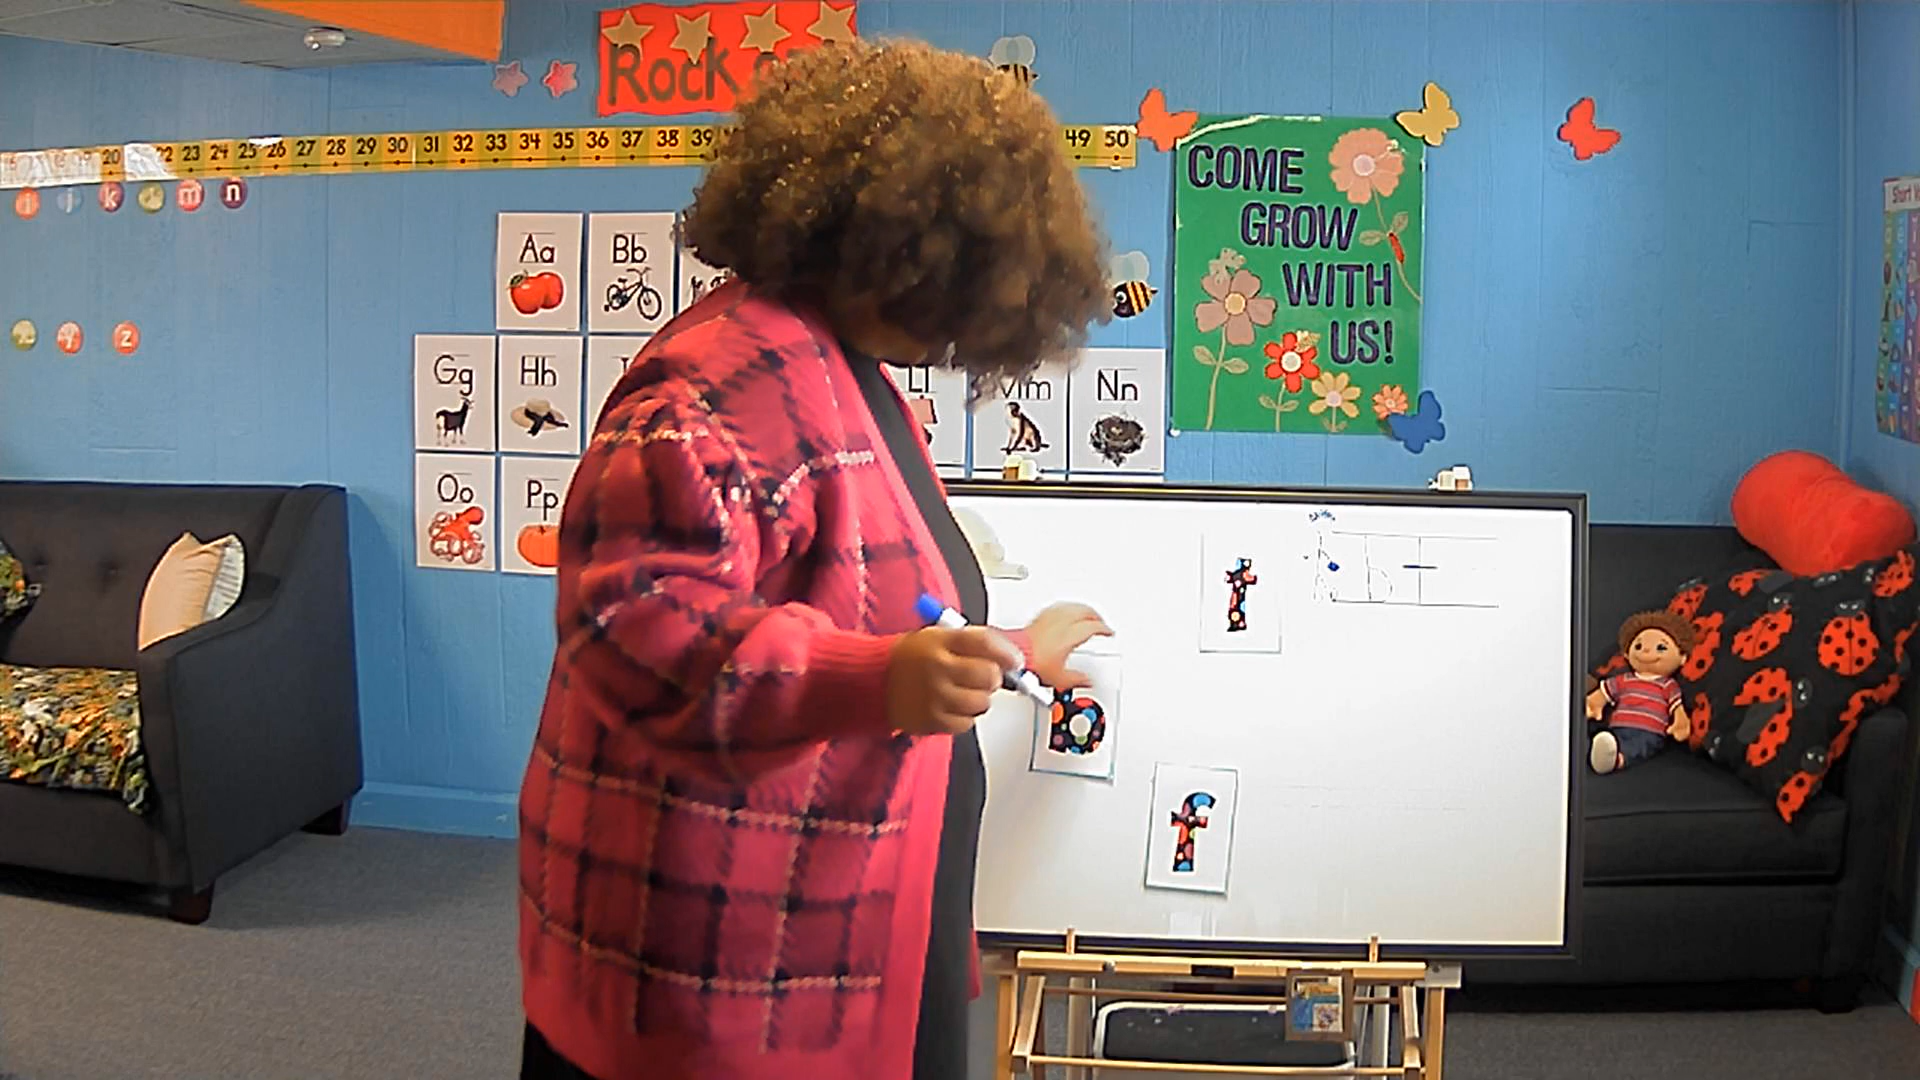 Rock
20 22 23 24 25 26 27 28 29 30 31 32 33 34 35 36 37 38 39 49 50
i j k m n
Aa Bb
COME
GROW
WITH
US!
Start
y z
Gg Hh Nn
Oo Pp
t
b
b
f